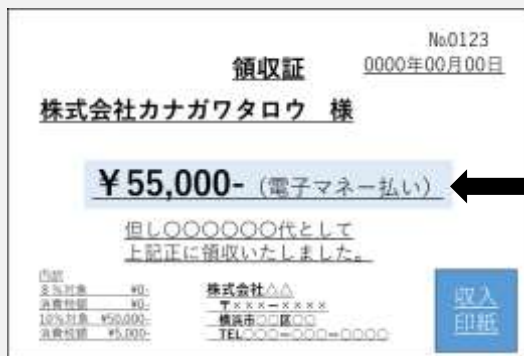 №0123
領収証
0000年00月00日
株式会社カナガワタロウ 様
￥55,000-（電子マネー払い）
但し〇〇〇〇〇〇代として
上記正に領収いたしました。
内訳
8％対象 ¥0-
消費税額 ¥0-
10％対象 ¥50,000-
消費税額 ¥5,000-
株式会社△△
〒×××－××××
横浜市〇〇区〇〇
TEL〇〇〇－〇〇〇－〇〇〇〇
収入
印紙